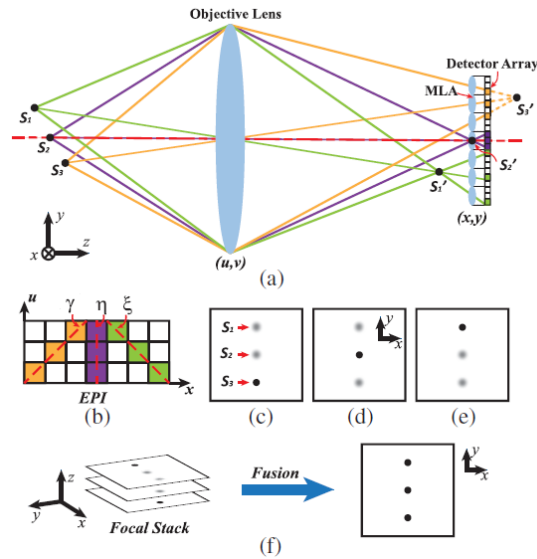 Objective Lens
Detector Array
MLA
S1
S2
S3
S3'
S2'
S1'
y
x z
(u,v)
(x,y)
(a)
u
γ η ξ
x
EPI
(b)
S1
S2
S3
(c)
y
x
(d)
(e)
z
y x
Focal Stack
Fusion
y
x
(f)